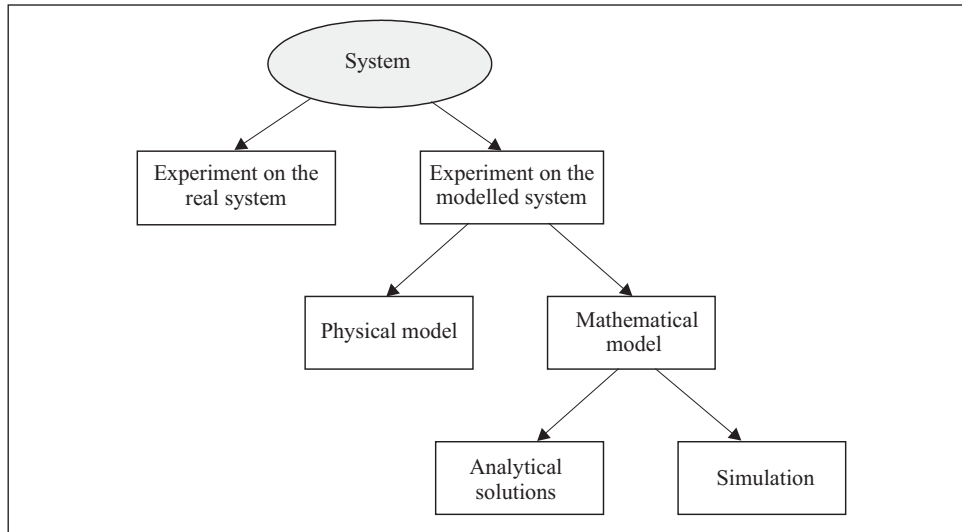 System
Experiment on the
real system
Experiment on the
modelled system
Physical model
Mathematical
model
Analytical
solutions
Simulation